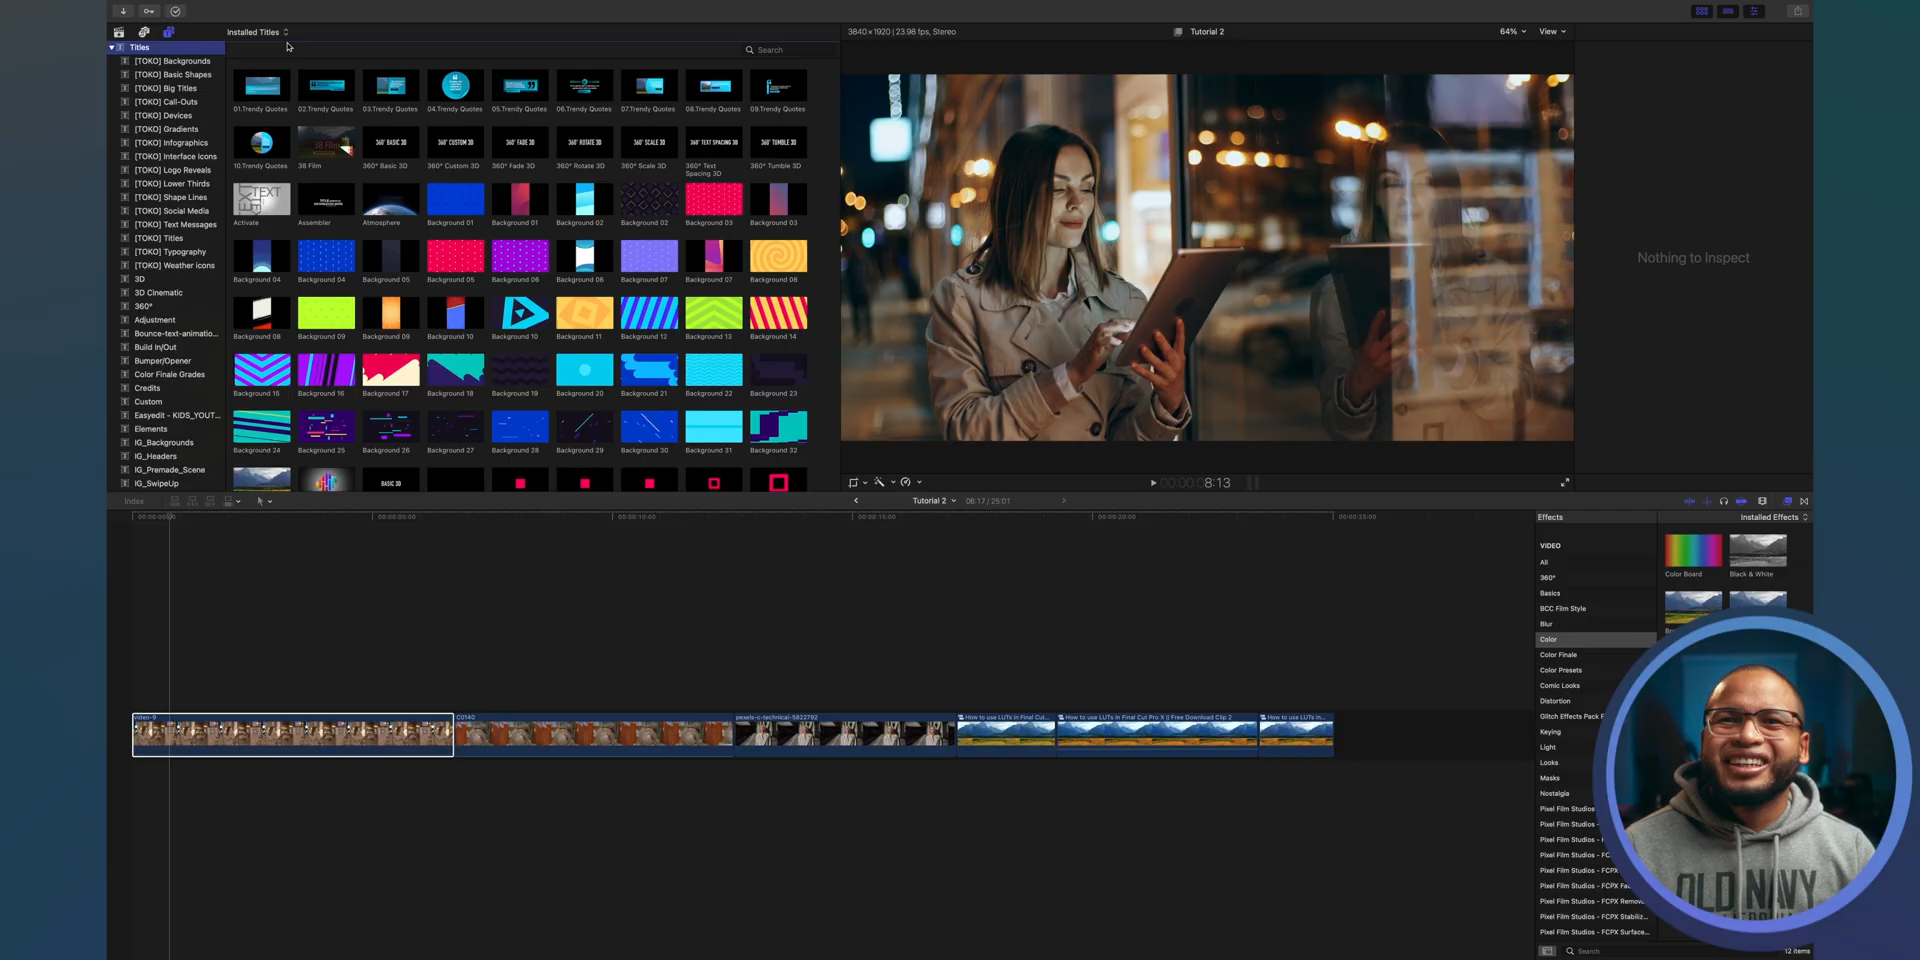 Installed Titles
3840×1920 | 23.98 fps, Stereo
Tutorial 2
64%
View
Titles
[TOKO] Backgrounds
[TOKO] Basic Shapes
[TOKO] Big Titles
[TOKO] Call-Outs
[TOKO] Devices
[TOKO] Gradients
[TOKO] Infographics
[TOKO] Interface Icons
[TOKO] Logo Reveals
[TOKO] Lower Thirds
[TOKO] Shape Lines
[TOKO] Social Media
[TOKO] Text Messages
[TOKO] Titles
[TOKO] Typography
[TOKO] Weather icons
3D
3D Cinematic
360°
Adjustment
Bounce-text-animatio...
Build In/Out
Bumper/Opener
Color Finale Grades
Credits
Custom
Easyedit - KIDS_YOUT...
Elements
IG_Backgrounds
IG_Headers
IG_Premade_Scene
IG_SwipeUp
Search
01.Trendy Quotes
02.Trendy Quotes
03.Trendy Quotes
04.Trendy Quotes
05.Trendy Quotes
06.Trendy Quotes
07.Trendy Quotes
08.Trendy Quotes
09.Trendy Quotes
38 Film
360° BASIC 3D
360° CUSTOM 3D
360° FADE 3D
360° ROTATE 3D
360° SCALE 3D
360° TEXT SPACING 3D
360° TUMBLE 3D
10.Trendy Quotes
38 Film
360° Basic 3D
360° Custom 3D
360° Fade 3D
360° Rotate 3D
360° Scale 3D
360° Text
Spacing 3D
360° Tumble 3D
TEXT
Activate
Assembler
Atmosphere
Background 01
Background 01
Background 02
Background 02
Background 03
Background 03
Background 04
Background 04
Background 05
Background 05
Background 06
Background 06
Background 07
Background 07
Background 08
Background 08
Background 09
Background 09
Background 10
Background 10
Background 11
Background 12
Background 13
Background 14
Background 15
Background 16
Background 17
Background 18
Background 19
Background 20
Background 21
Background 22
Background 23
Background 24
Background 25
Background 26
Background 27
Background 28
Background 29
Background 30
Background 31
Background 32
BASIC 3D
Nothing to Inspect
00:00:08:13
Index
Tutorial 2
06:17 / 25:01
00:00:00:00
00:00:05:00
00:00:10:00
00:00:15:00
00:00:20:00
00:00:25:00
video-9
C0140
pexels-c-technical-5822792
How to use LUTs in Final Cut...
How to use LUTs in Final Cut Pro X || Free Download Clip 2
How to use LUTs in...
Effects
Installed Effects
VIDEO
All
360°
Basics
BCC Film Style
Blur
Color
Color Finale
Color Presets
Comic Looks
Distortion
Glitch Effects Pack F
Keying
Light
Looks
Masks
Nostalgia
Pixel Film Studios
Pixel Film Studios -
Pixel Film Studios - F
Pixel Film Studios - FC
Pixel Film Studios - FCPX
Pixel Film Studios - FCPX Fa
Pixel Film Studios - FCPX Remov
Pixel Film Studios - FCPX Stabiliz...
Pixel Film Studios - FCPX Surface...
Color Board
Black & White
Search
12 items
OLD NAVY